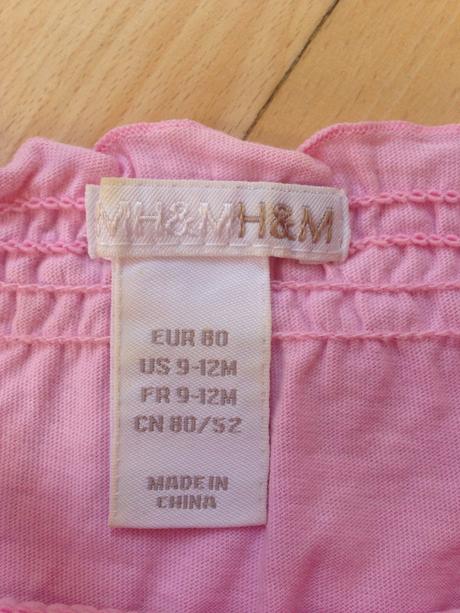 MH&MH&M
EUR 80
US 9-12M
FR 9-12M
CN 80/52
MADE IN
CHINA